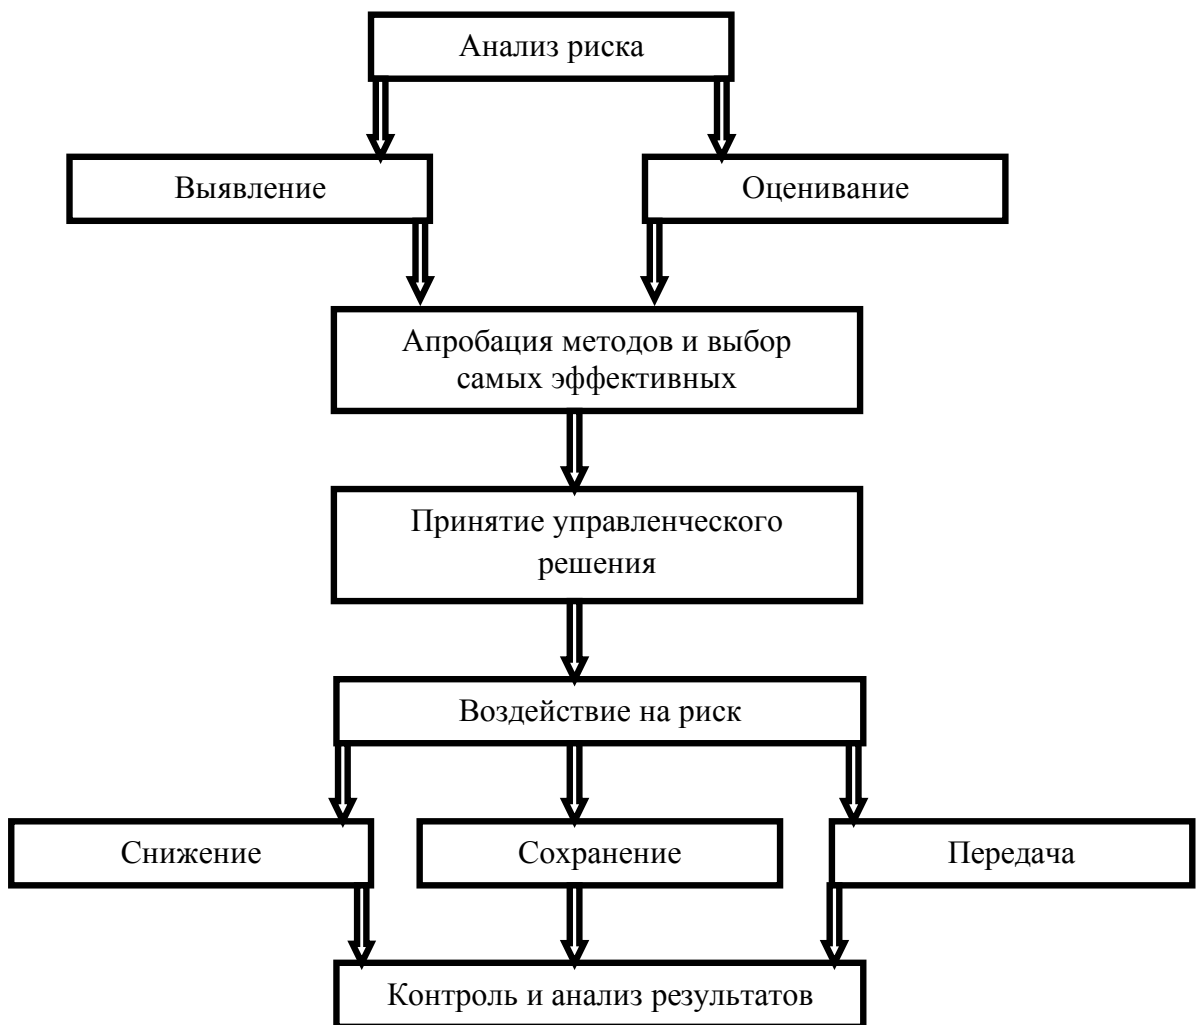 Анализ риска
Выявление
Оценивание
Апробация методов и выбор
самых эффективных
Принятие управленческого
решения
Воздействие на риск
Снижение
Сохранение
Передача
Контроль и анализ результатов